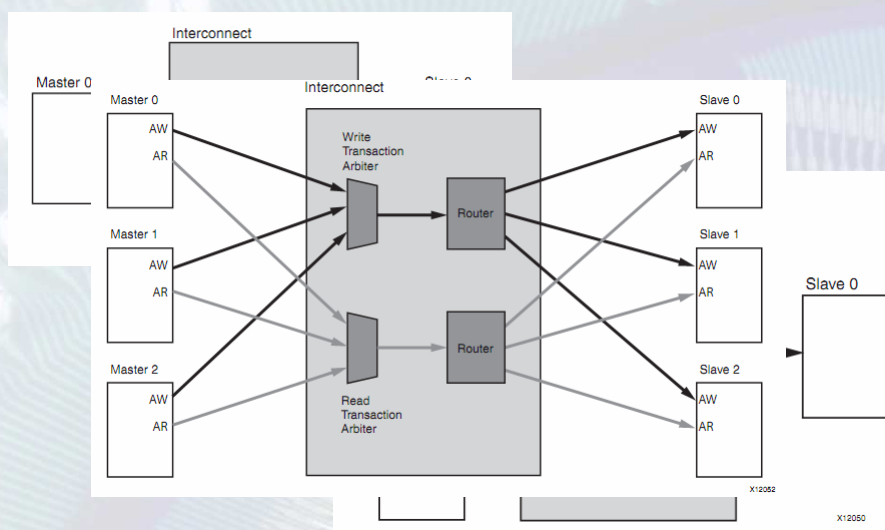 Interconnect
Master 0
Interconnect
Master 0
AW
AR
Write
Transaction
Arbiter
Router
Slave 0
AW
AR
Master 1
AW
AR
Slave 1
AW
AR
Slave 0
Router
Master 2
AW
AR
Read
Transaction
Arbiter
Slave 2
AW
AR
X12052
X12050